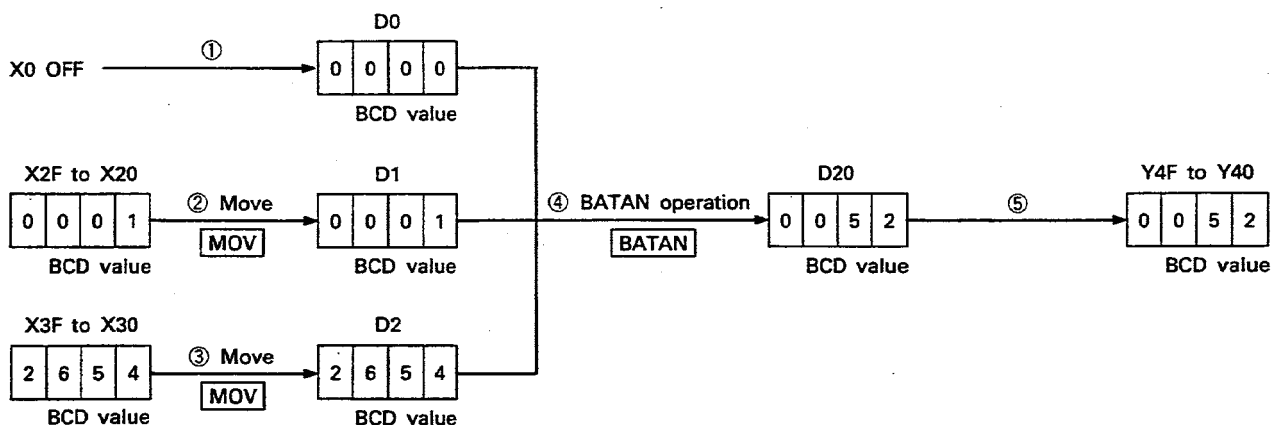 D0
X0 OFF ① 0 0 0 0
BCD value
X2F to X20 D1 D20 Y4F to Y40
0 0 0 1 ② Move 0 0 0 1 ④ BATAN operation 0 0 5 2 ⑤ 0 0 5 2
MOV BATAN
BCD value BCD value BCD value BCD value
X3F to X30 D2
2 6 5 4 ③ Move 2 6 5 4
MOV
BCD value BCD value